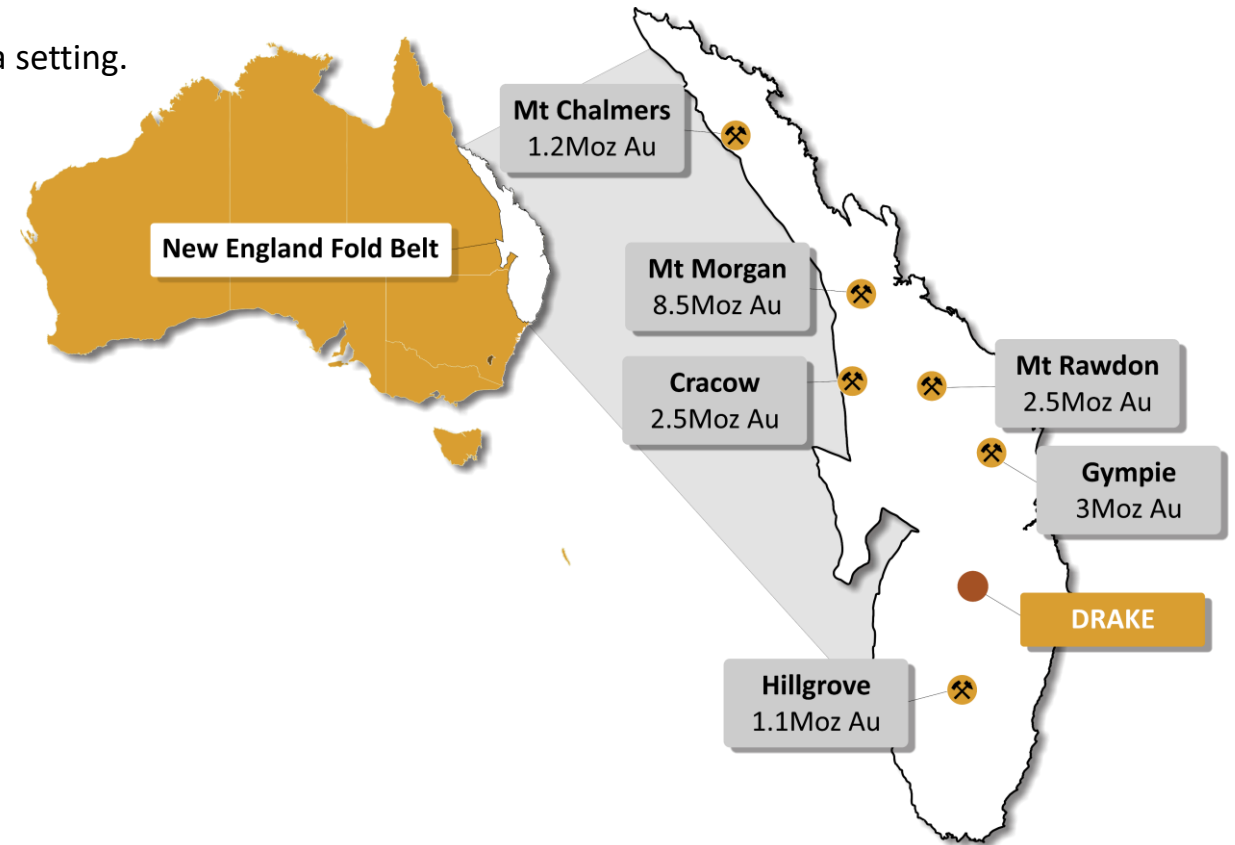 a setting.
Mt Chalmers
1.2Moz Au
New England Fold Belt
Mt Morgan
8.5Moz Au
Cracow
2.5Moz Au
Mt Rawdon
2.5Moz Au
Gympie
3Moz Au
DRAKE
Hillgrove
1.1Moz Au